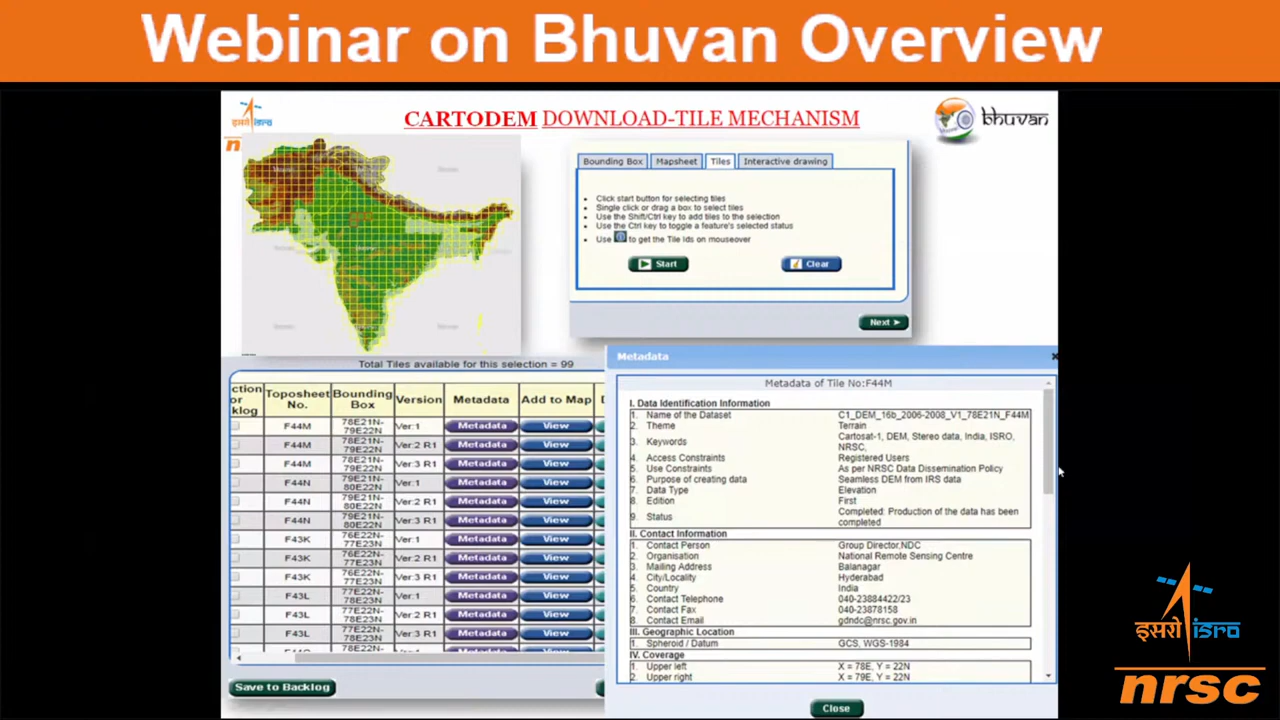 Webinar on Bhuvan Overview
इसरो isro
CARTODEM DOWNLOAD-TILE MECHANISM
bhuvan
Bounding Box Mapsheet Tiles Interactive drawing
Click start button for selecting tiles
Single click or drag a box to select tiles
Use the Shift/Ctrl key to add tiles to the selection
Use the Ctrl key to toggle a feature's selected status
Use to get the Tile Ids on mouseover
Start Clear
Next
Total Tiles available for this selection = 99
ction or klog Toposheet No. Bounding Box Version Metadata Add to Map
F44M 78E21N-79E22N Ver:1 Metadata View
F44M 78E21N-79E22N Ver:2 R1 Metadata View
F44M 78E21N-79E22N Ver:3 R1 Metadata View
F44N 79E21N-80E22N Ver:1 Metadata View
F44N 79E21N-80E22N Ver:2 R1 Metadata View
F44N 79E21N-80E22N Ver:3 R1 Metadata View
F43K 76E22N-77E23N Ver:1 Metadata View
F43K 76E22N-77E23N Ver:2 R1 Metadata View
F43K 76E22N-77E23N Ver:3 R1 Metadata View
F43L 77E22N-78E23N Ver:1 Metadata View
F43L 77E22N-78E23N Ver:2 R1 Metadata View
F43L 77E22N-78E23N Ver:3 R1 Metadata View
Save to Backlog
Metadata
Metadata of Tile No:F44M
I. Data Identification Information
1. Name of the Dataset C1_DEM_16b_2006-2008_V1_78E21N_F44M
2. Theme Terrain
3. Keywords Cartosat-1, DEM, Stereo data, India, ISRO,
NRSC,
4. Access Constraints Registered Users
5. Use Constraints As per NRSC Data Dissemination Policy
6. Purpose of creating data Seamless DEM from IRS data
7. Data Type Elevation
8. Edition First
9. Status Completed: Production of the data has been
completed
II. Contact Information
1. Contact Person Group Director,NDC
2. Organisation National Remote Sensing Centre
3. Mailing Address Balanagar
4. City/Locality Hyderabad
5. Country India
6. Contact Telephone 040-23884422/23
7. Contact Fax 040-23878158
8. Contact Email gdndc@nrsc.gov.in
III. Geographic Location
1. Spheroid / Datum GCS, WGS-1984
IV. Coverage
1. Upper left X = 78E, Y = 22N
2. Upper right X = 79E, Y = 22N
Close
इसरो isro
nrsc